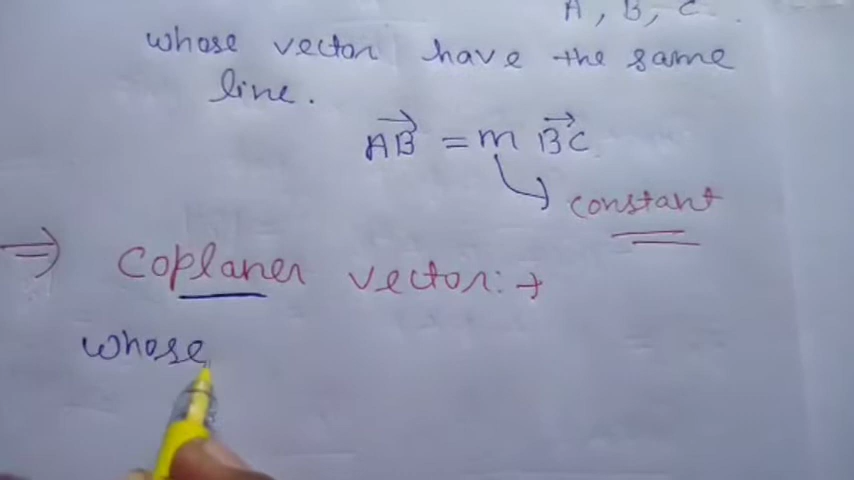 A, B, C.
whose vector have the same
line.
AB = m BC
constant
⇒ coplaner vector:→
whose